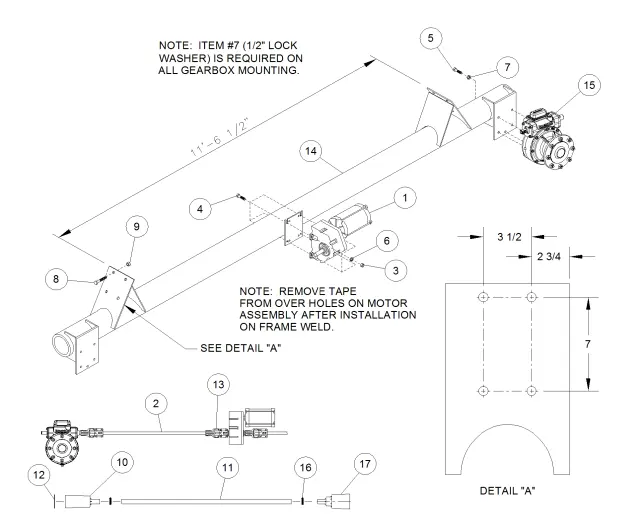 NOTE: ITEM #7 (1/2" LOCK
WASHER) IS REQUIRED ON
ALL GEARBOX MOUNTING.
5
7
15
11'-6 1/2"
14
4
1
9
6
3
8
3 1/2
2 3/4
NOTE: REMOVE TAPE
FROM OVER HOLES ON MOTOR
ASSEMBLY AFTER INSTALLATION
ON FRAME WELD.
SEE DETAIL "A"
7
2
13
10
11
16
17
12
DETAIL "A"